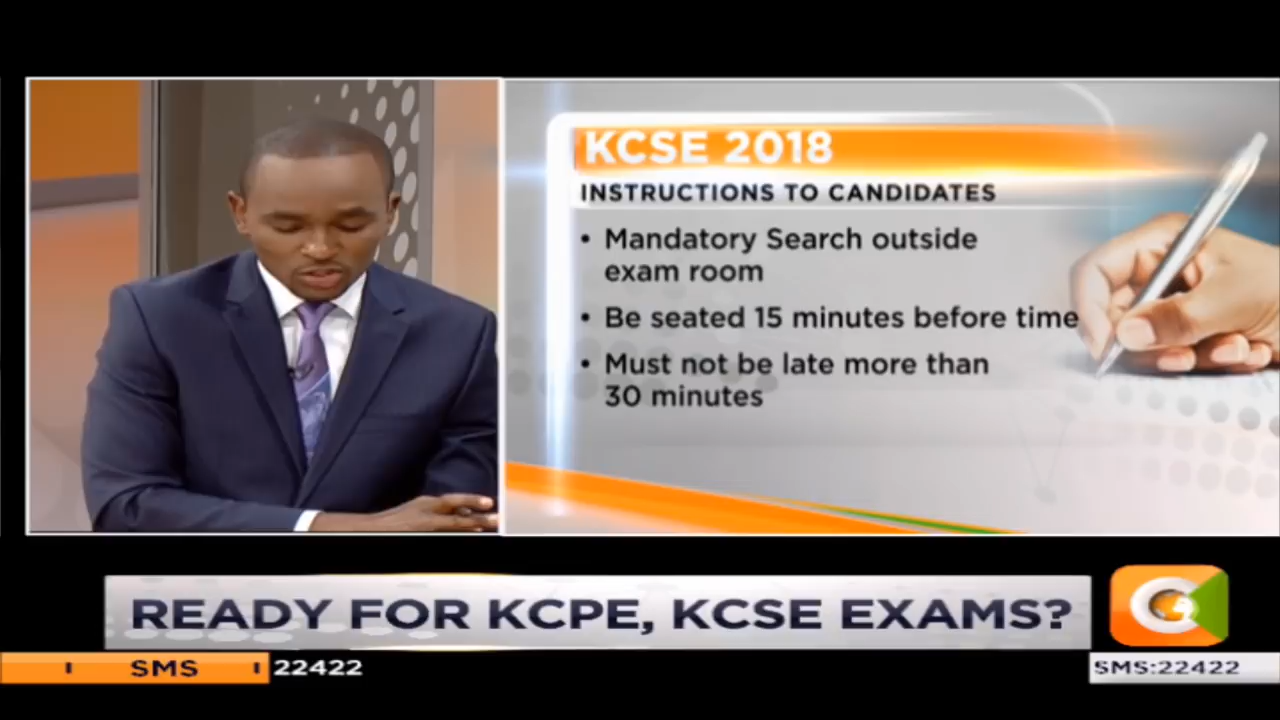 KCSE 2018
INSTRUCTIONS TO CANDIDATES
• Mandatory Search outside
exam room
• Be seated 15 minutes before time
• Must not be late more than
30 minutes
READY FOR KCPE, KCSE EXAMS?
SMS 22422
SMS:22422